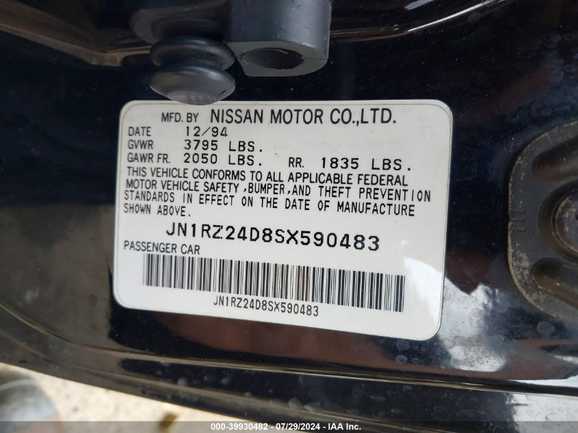 MFD. BY NISSAN MOTOR CO.,LTD.
DATE 12/94
GVWR 3795 LBS.
GAWR FR. 2050 LBS. RR. 1835 LBS.
THIS VEHICLE CONFORMS TO ALL APPLICABLE FEDERAL
MOTOR VEHICLE SAFETY,BUMPER,AND THEFT PREVENTION
STANDARDS IN EFFECT ON THE DATE OF MANUFACTURE
SHOWN ABOVE.
JN1RZ24D8SX590483
PASSENGER CAR
JN1RZ24D8SX590483
000-39930482 - 07/29/2024 - IAA Inc.